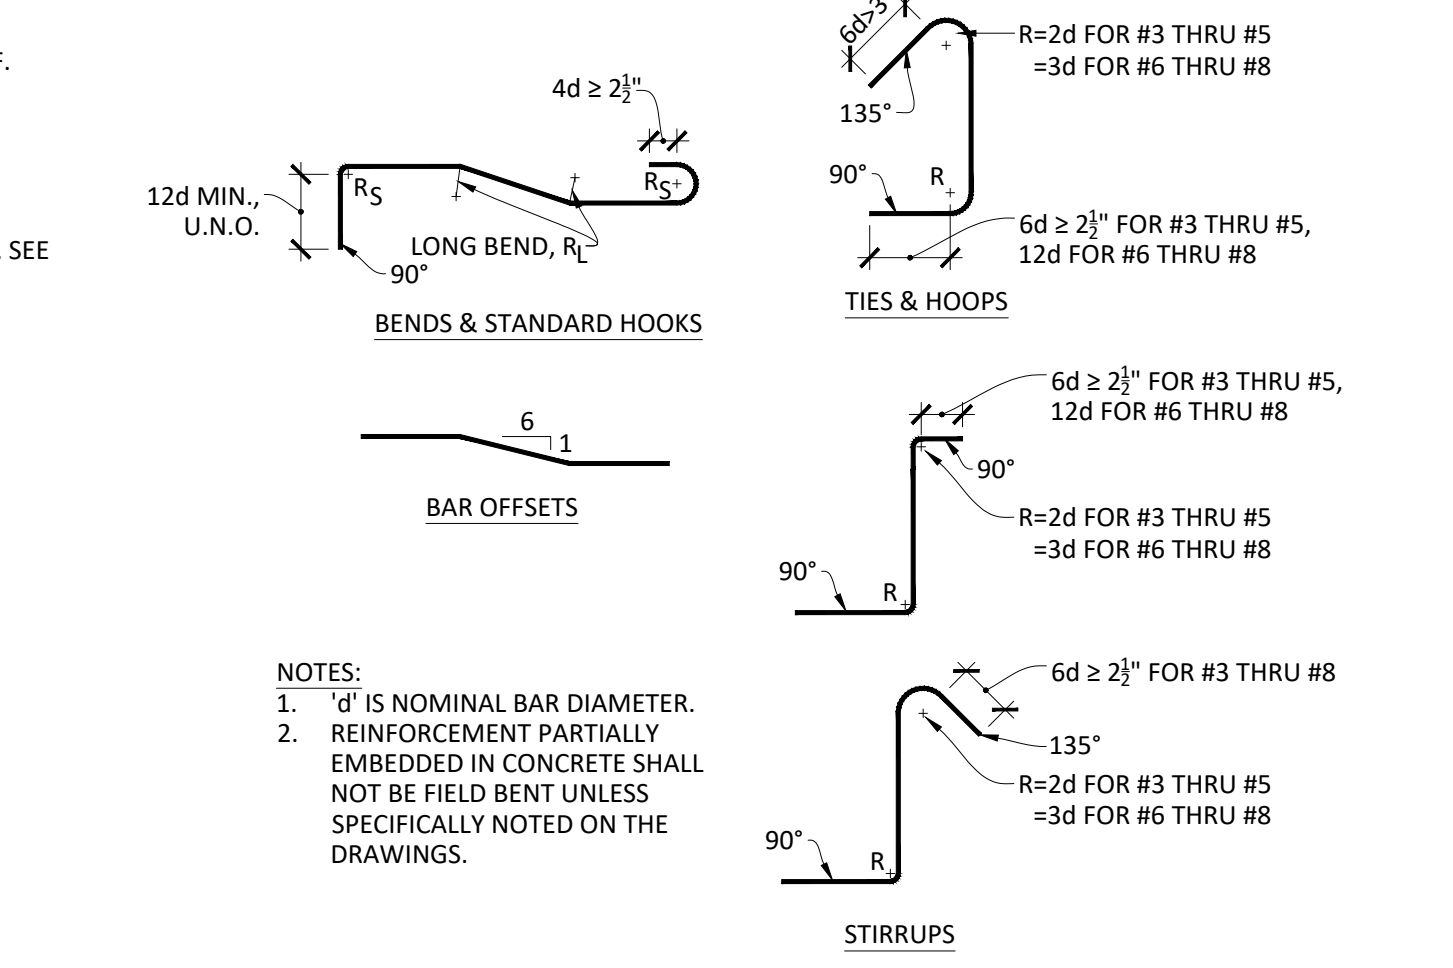 F.
SEE
4d ≥ 2½"
12d MIN.,
U.N.O.
RS
RS
LONG BEND, RL
90°
BENDS & STANDARD HOOKS
6
1
BAR OFFSETS
NOTES:
1. 'd' IS NOMINAL BAR DIAMETER.
2. REINFORCEMENT PARTIALLY
EMBEDDED IN CONCRETE SHALL
NOT BE FIELD BENT UNLESS
SPECIFICALLY NOTED ON THE
DRAWINGS.
6d>3
R=2d FOR #3 THRU #5
=3d FOR #6 THRU #8
135°
90°
R
6d ≥ 2½" FOR #3 THRU #5,
12d FOR #6 THRU #8
TIES & HOOPS
6d ≥ 2½" FOR #3 THRU #5,
12d FOR #6 THRU #8
90°
R=2d FOR #3 THRU #5
=3d FOR #6 THRU #8
90°
R
6d ≥ 2½" FOR #3 THRU #8
135°
R=2d FOR #3 THRU #5
=3d FOR #6 THRU #8
90°
R
STIRRUPS